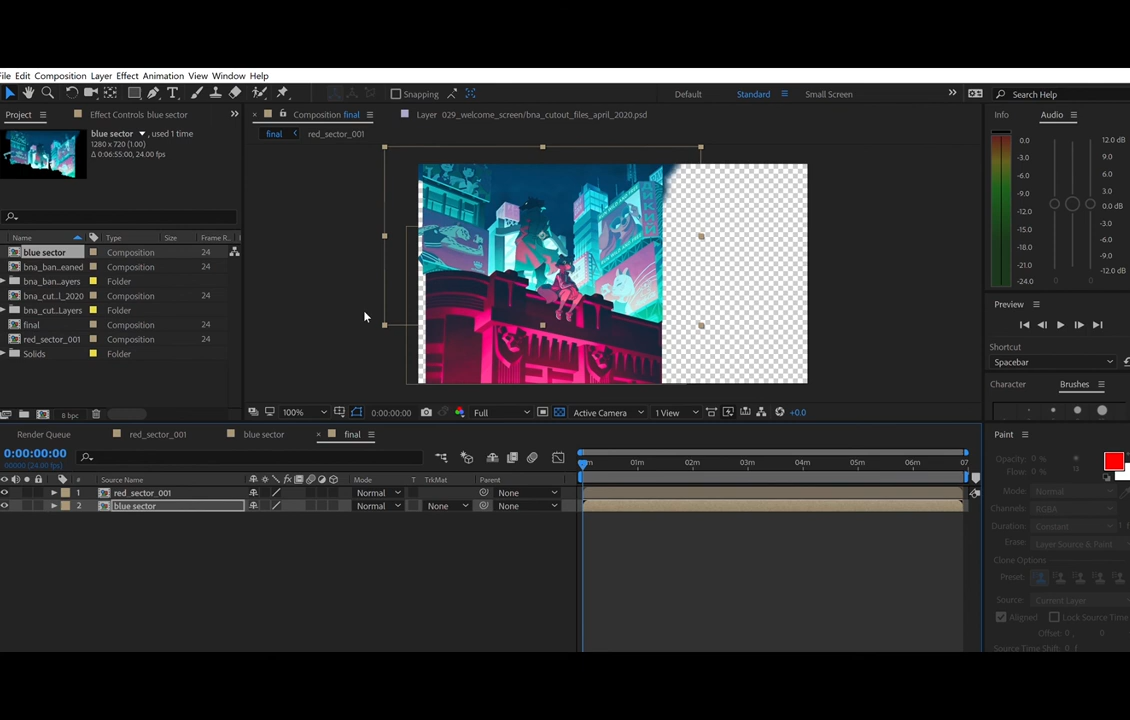 File Edit Composition Layer Effect Animation View Window Help
Snapping
Default Standard Small Screen
Search Help
Project
Effect Controls blue sector
Composition final
Layer 029_welcome_screen/bna_cutout_files_april_2020.psd
Info
Audio
final
red_sector_001
blue sector , used 1 time
1280 x 720 (1.00)
Δ 0:06:55:00, 24.00 fps
0.0
-3.0
-6.0
-9.0
-12.0
-15.0
-18.0
-21.0
-24.0
12.0 dB
9.0
6.0
3.0
0.0 dB
-3.0
-6.0
-9.0
-12.0 dB
Name Type Size Frame R..
blue sector Composition 24
bna_ban...eaned Composition 24
bna_ban...ayers Folder
bna_cut...l_2020 Composition 24
bna_cut...Layers Folder
final Composition 24
red_sector_001 Composition 24
Solids Folder
8 bpc
100%
0:00:00:00
Full
Active Camera
1 View
+0.0
Preview
Shortcut
Spacebar
Character
Brushes
Render Queue
red_sector_001
blue sector
final
0:00:00:00
00000 (24.00 fps)
01m 02m 03m 04m 05m 06m 07
# Source Name Mode T TrkMat Parent
1 red_sector_001 Normal None
2 blue sector Normal None None
Paint
Opacity: 0 %
Flow: 0 %
Mode: Normal
Channels: RGBA
Duration: Constant
Erase: Layer Source & Paint
Clone Options
Preset:
Source: Current Layer
Aligned Lock Source Time
Offset: 0 , 0
Source Time Shift: 0 f